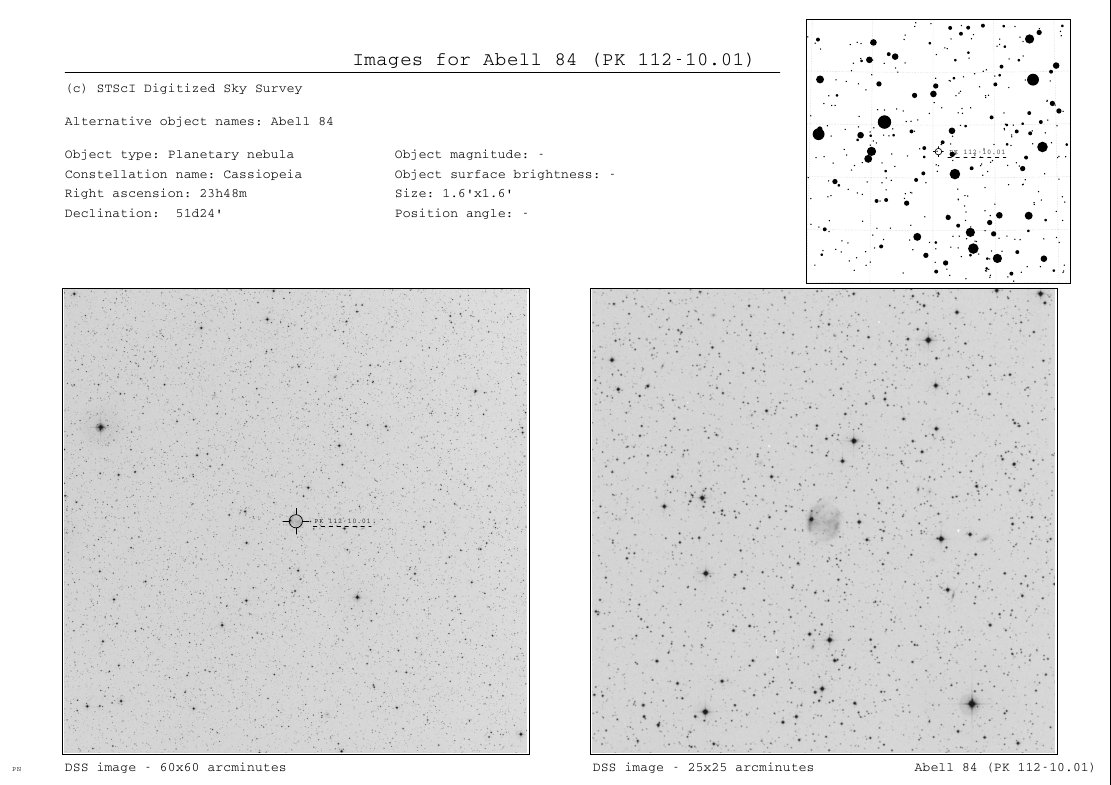 Images for Abell 84 (PK 112-10.01)
(c) STScI Digitized Sky Survey
Alternative object names: Abell 84
Object type: Planetary nebula
Constellation name: Cassiopeia
Right ascension: 23h48m
Declination:  51d24'
Object magnitude: -
Object surface brightness: -
Size: 1.6'x1.6'
Position angle: -
PK 112-10.01
PK 112-10.01
DSS image - 60x60 arcminutes
DSS image - 25x25 arcminutes
Abell 84 (PK 112-10.01)
PN